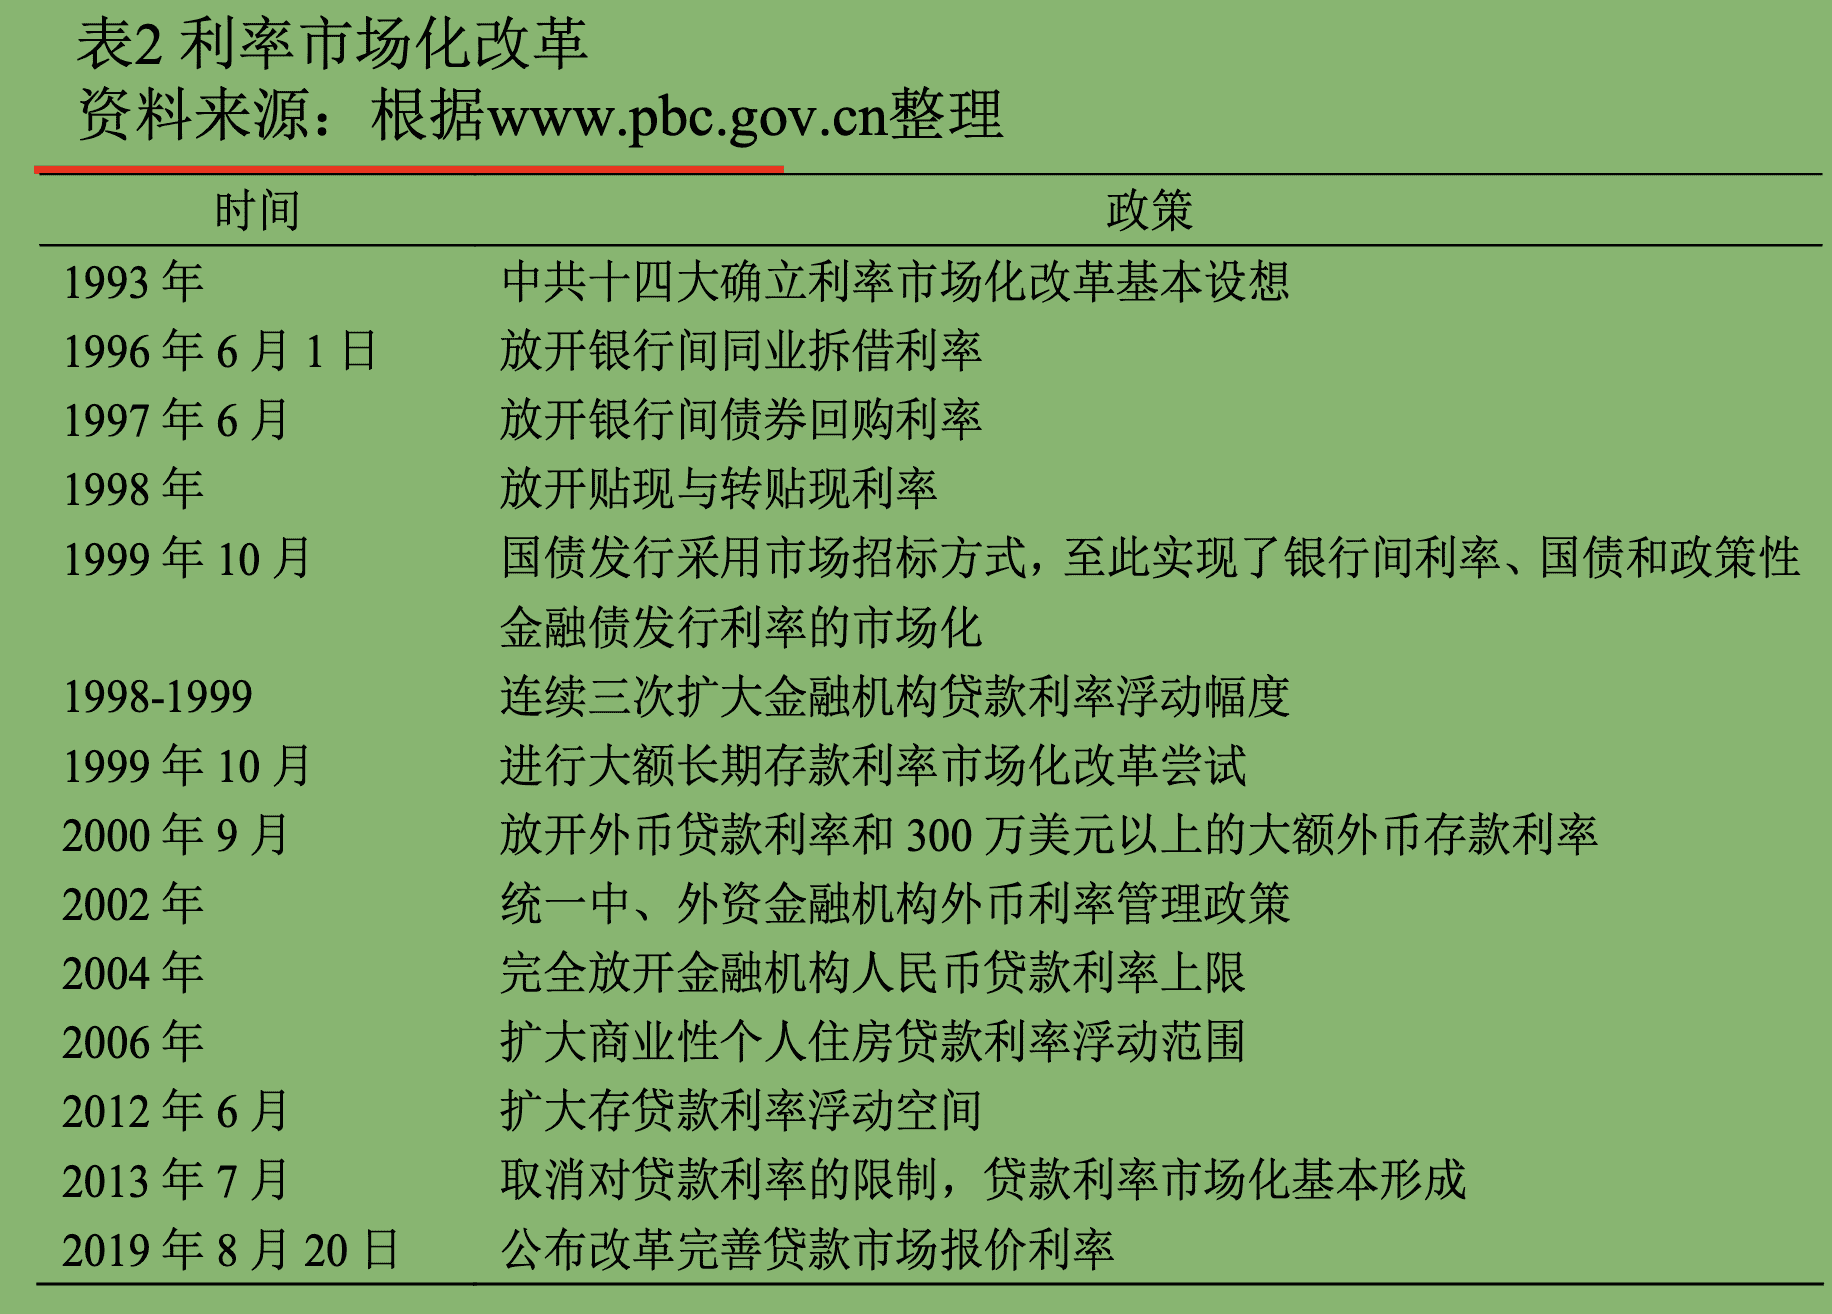 表2 利率市场化改革
资料来源：根据www.pbc.gov.cn整理
时间 政策
1993 年 中共十四大确立利率市场化改革基本设想
1996 年 6 月 1 日 放开银行间同业拆借利率
1997 年 6 月 放开银行间债券回购利率
1998 年 放开贴现与转贴现利率
1999 年 10 月 国债发行采用市场招标方式，至此实现了银行间利率、国债和政策性
金融债发行利率的市场化
1998-1999 连续三次扩大金融机构贷款利率浮动幅度
1999 年 10 月 进行大额长期存款利率市场化改革尝试
2000 年 9 月 放开外币贷款利率和 300 万美元以上的大额外币存款利率
2002 年 统一中、外资金融机构外币利率管理政策
2004 年 完全放开金融机构人民币贷款利率上限
2006 年 扩大商业性个人住房贷款利率浮动范围
2012 年 6 月 扩大存贷款利率浮动空间
2013 年 7 月 取消对贷款利率的限制，贷款利率市场化基本形成
2019 年 8 月 20 日 公布改革完善贷款市场报价利率